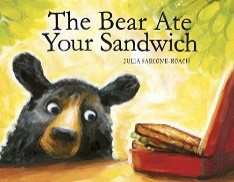 The Bear Ate
Your Sandwich
JULIA SARCONE-ROACH